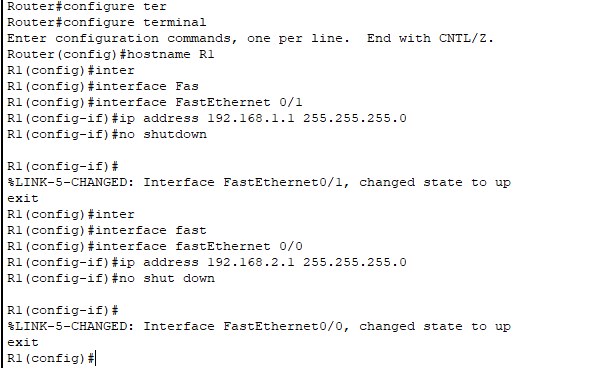 Router#configure ter
Router#configure terminal
Enter configuration commands, one per line.  End with CNTL/Z.
Router(config)#hostname R1
R1(config)#inter
R1(config)#interface Fas
R1(config)#interface FastEthernet 0/1
R1(config-if)#ip address 192.168.1.1 255.255.255.0
R1(config-if)#no shutdown

R1(config-if)#
%LINK-5-CHANGED: Interface FastEthernet0/1, changed state to up
exit
R1(config)#inter
R1(config)#interface fast
R1(config)#interface fastEthernet 0/0
R1(config-if)#ip address 192.168.2.1 255.255.255.0
R1(config-if)#no shut down

R1(config-if)#
%LINK-5-CHANGED: Interface FastEthernet0/0, changed state to up
exit
R1(config)#